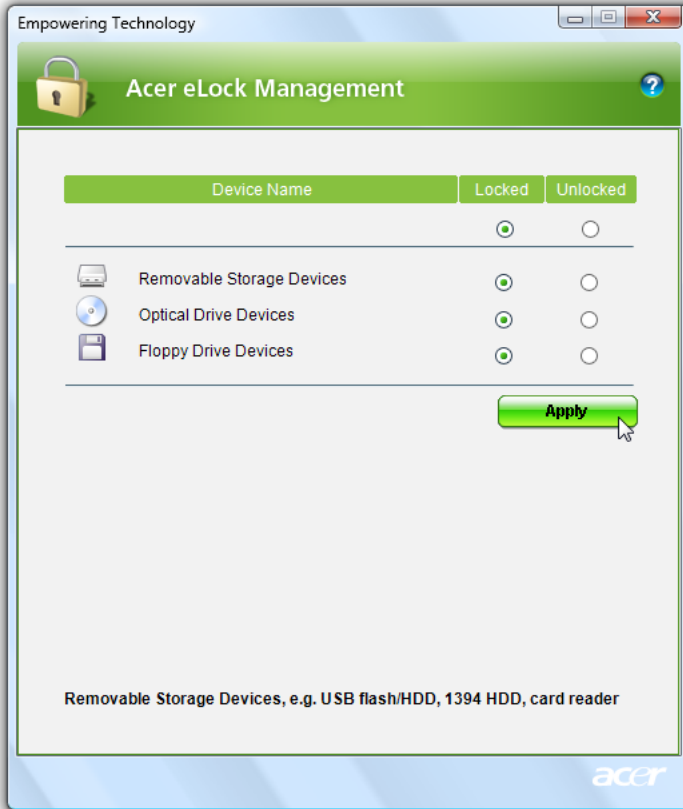 Empowering Technology
Acer eLock Management
Device Name Locked Unlocked
Removable Storage Devices
Optical Drive Devices
Floppy Drive Devices
Apply
Removable Storage Devices, e.g. USB flash/HDD, 1394 HDD, card reader
acer